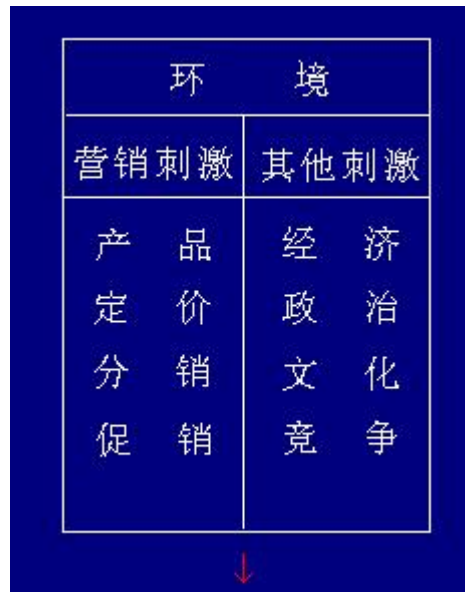 环 境
营销刺激 其他刺激
产 品 经 济
定 价 政 治
分 销 文 化
促 销 竞 争
↓